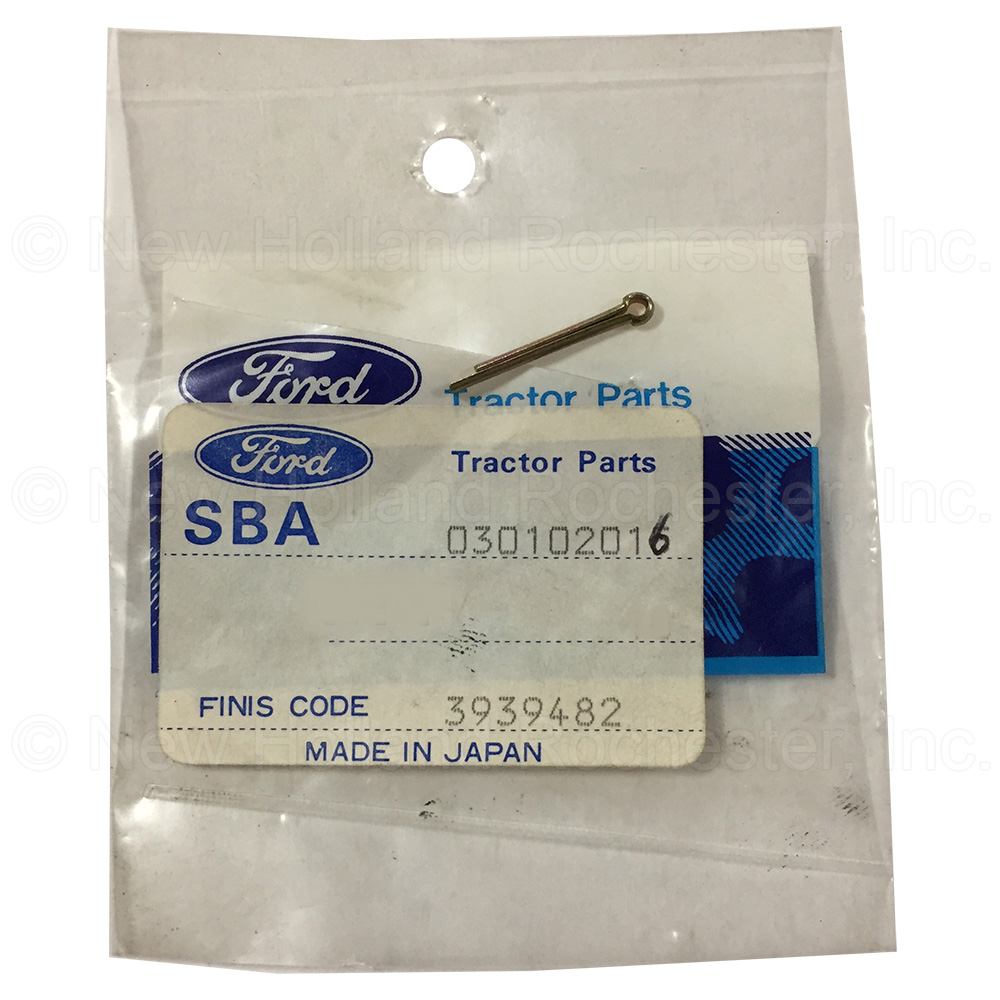 © New Holland Rochester, Inc.
Ford
Tractor Parts
Ford Tractor Parts
© New Holland Rochester, Inc.
SBA 030102016
FINIS CODE 3939482
© New Holland Rochester, Inc.
MADE IN JAPAN